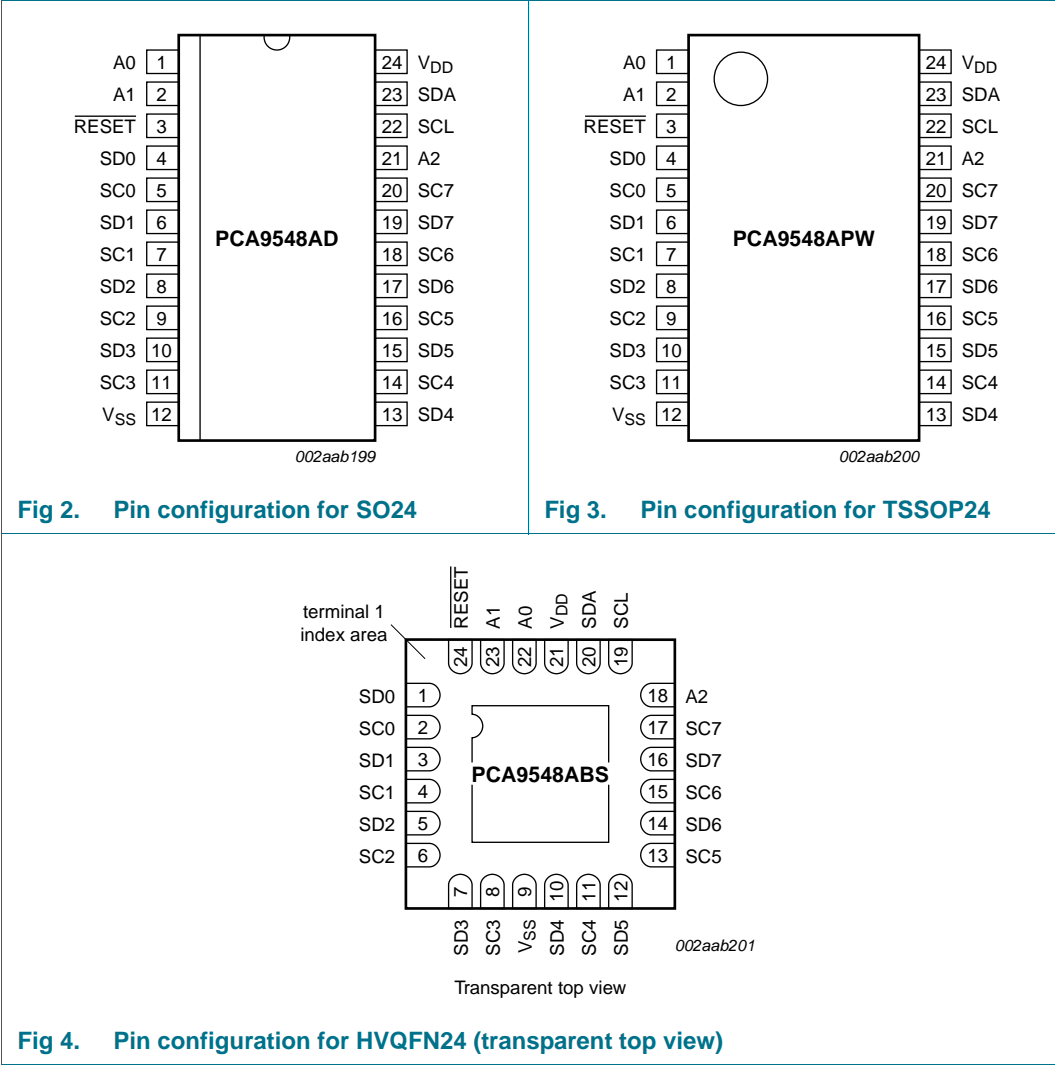 A0 1
A1 2
RESET 3
SD0 4
SC0 5
SD1 6
SC1 7
SD2 8
SC2 9
SD3 10
SC3 11
VSS 12
PCA9548AD
24 VDD
23 SDA
22 SCL
21 A2
20 SC7
19 SD7
18 SC6
17 SD6
16 SC5
15 SD5
14 SC4
13 SD4
002aab199
Fig 2. Pin configuration for SO24
A0 1
A1 2
RESET 3
SD0 4
SC0 5
SD1 6
SC1 7
SD2 8
SC2 9
SD3 10
SC3 11
VSS 12
PCA9548APW
24 VDD
23 SDA
22 SCL
21 A2
20 SC7
19 SD7
18 SC6
17 SD6
16 SC5
15 SD5
14 SC4
13 SD4
002aab200
Fig 3. Pin configuration for TSSOP24
terminal 1
index area
RESET 24
A1 23
A0 22
VDD 21
SDA 20
SCL 19
SD0 1
SC0 2
SD1 3
SC1 4
SD2 5
SC2 6
PCA9548ABS
18 A2
17 SC7
16 SD7
15 SC6
14 SD6
13 SC5
SD3 7
SC3 8
VSS 9
SD4 10
SC4 11
SD5 12
002aab201
Transparent top view
Fig 4. Pin configuration for HVQFN24 (transparent top view)